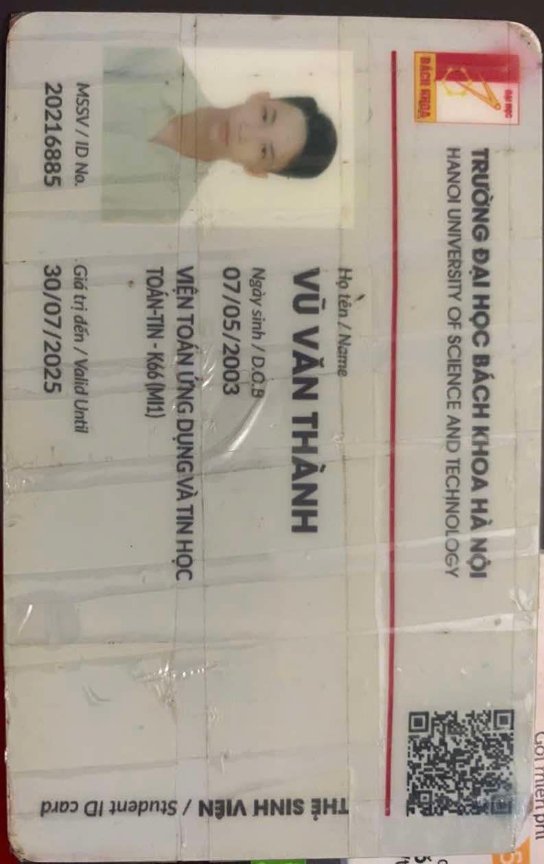 ĐẠI HỌC
BÁCH KHOA
TRƯỜNG ĐẠI HỌC BÁCH KHOA HÀ NỘI
HANOI UNIVERSITY OF SCIENCE AND TECHNOLOGY
Họ tên / Name
VŨ VĂN THÀNH
Ngày sinh / D.O.B
07/05/2003
VIỆN TOÁN ỨNG DỤNG VÀ TIN HỌC
TOÁN-TIN - K66 (MI1)
MSSV / ID No.
20216885
Giá trị đến / Valid Until
30/07/2025
THẺ SINH VIÊN / Student ID card